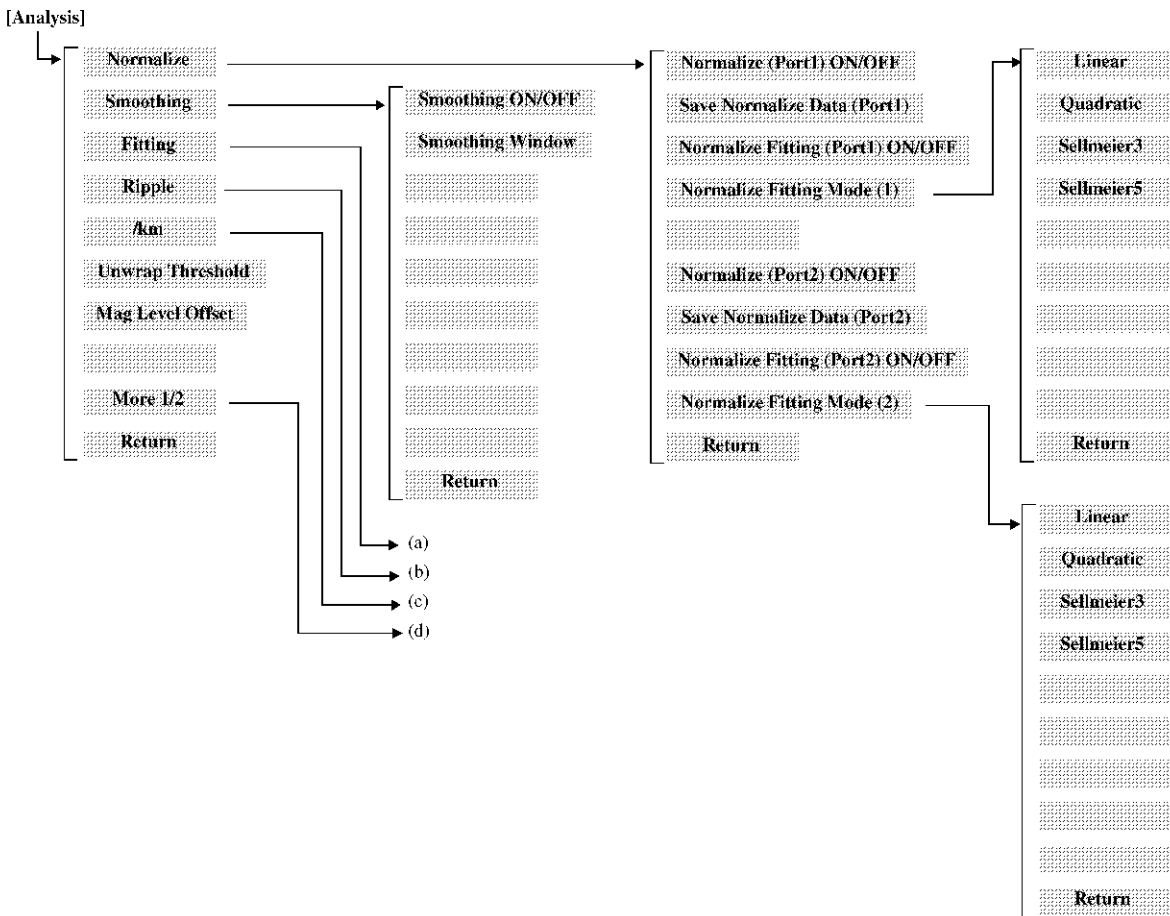 [Analysis]
Normalize
Smoothing
Fitting
Ripple
/km
Unwrap Threshold
Mag Level Offset
More 1/2
Return
Smoothing ON/OFF
Smoothing Window
Return
(a)
(b)
(c)
(d)
Normalize (Port1) ON/OFF
Save Normalize Data (Port1)
Normalize Fitting (Port1) ON/OFF
Normalize Fitting Mode (1)
Normalize (Port2) ON/OFF
Save Normalize Data (Port2)
Normalize Fitting (Port2) ON/OFF
Normalize Fitting Mode (2)
Return
Linear
Quadratic
Sellmeier3
Sellmeier5
Return
Linear
Quadratic
Sellmeier3
Sellmeier5
Return